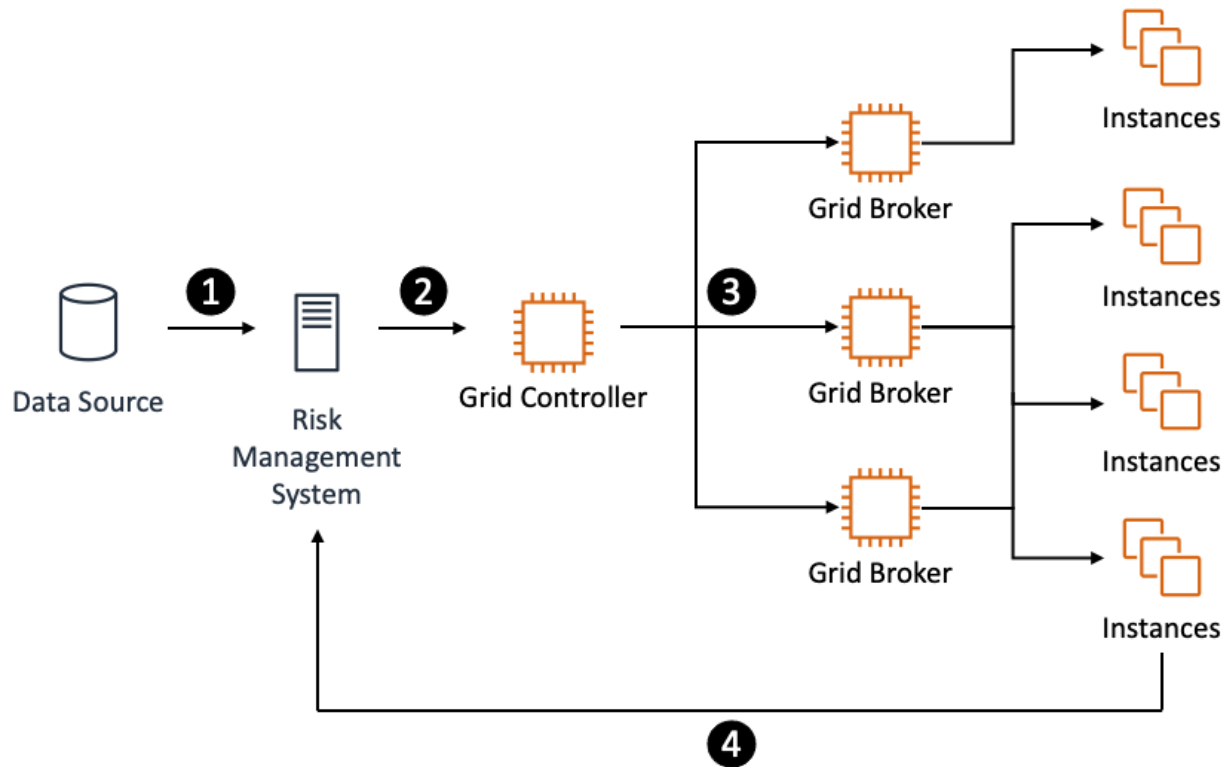 Instances
Grid Broker
Instances
1
2
3
Data Source
Risk
Management
System
Grid Controller
Grid Broker
Instances
Grid Broker
Instances
4